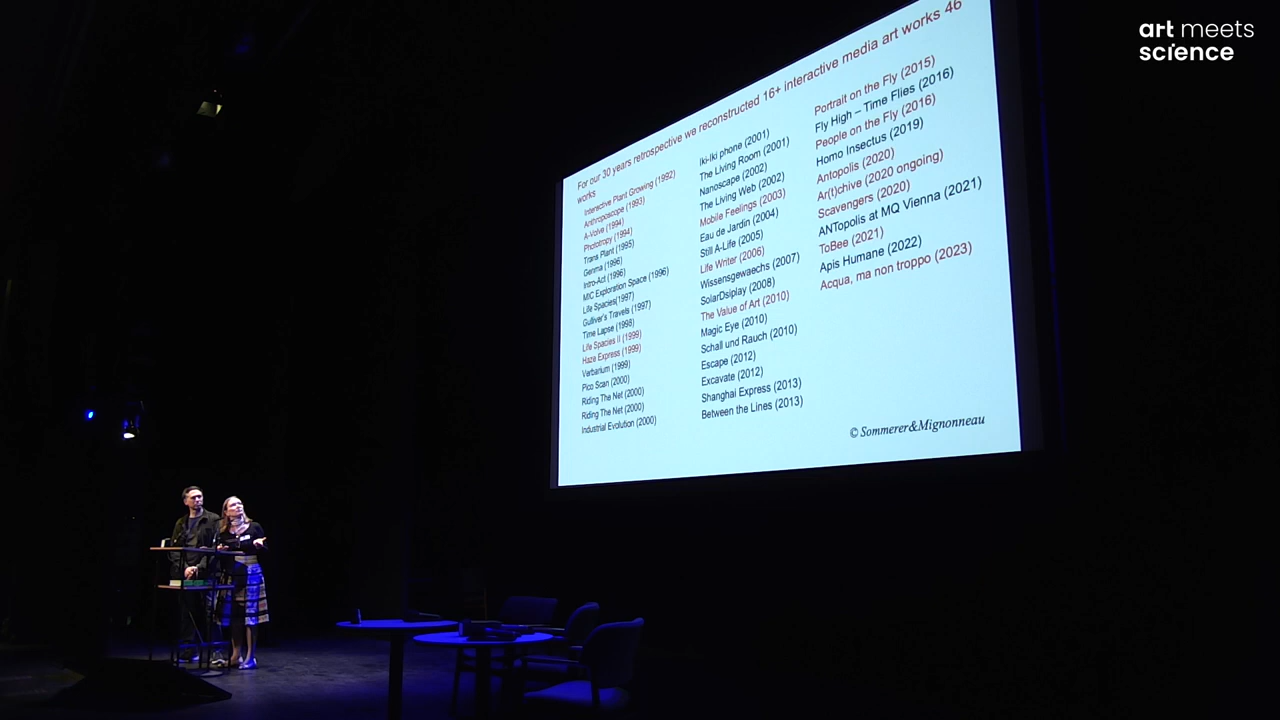 art meets
science
For our 30 years retrospective we reconstructed 16+ interactive media art works 46
works
Interactive Plant Growing (1992)
Anthroposcope (1993)
A-Volve (1994)
Phototropy (1994)
Trans Plant (1995)
Genma (1996)
Intro-Act (1996)
MIC Exploration Space (1996)
Life Spacies(1997)
Gulliver's Travels (1997)
Time Lapse (1998)
Life Spacies II (1999)
Haze Express (1999)
Verbarium (1999)
Pico Scan (2000)
Riding The Net (2000)
Riding The Net (2000)
Industrial Evolution (2000)
Iki-Iki phone (2001)
The Living Room (2001)
Nanoscape (2002)
The Living Web (2002)
Mobile Feelings (2003)
Eau de Jardin (2004)
Still A-Life (2005)
Life Writer (2006)
Wissensgewaechs (2007)
SolarDsiplay (2008)
The Value of Art (2010)
Magic Eye (2010)
Schall und Rauch (2010)
Escape (2012)
Excavate (2012)
Shanghai Express (2013)
Between the Lines (2013)
Portrait on the Fly (2015)
Fly High – Time Flies (2016)
People on the Fly (2016)
Homo Insectus (2019)
Antopolis (2020)
Ar(t)chive (2020 ongoing)
Scavengers (2020)
ANTopolis at MQ Vienna (2021)
ToBee (2021)
Apis Humane (2022)
Acqua, ma non troppo (2023)
© Sommerer&Mignonneau